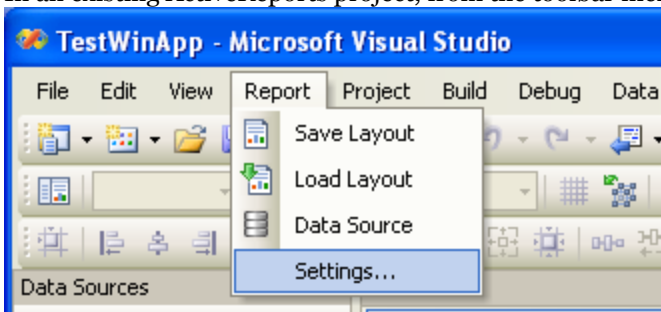 TestWinApp - Microsoft Visual Studio
File Edit View Report Project Build Debug Data
Save Layout
Load Layout
Data Source
Settings...
Data Sources